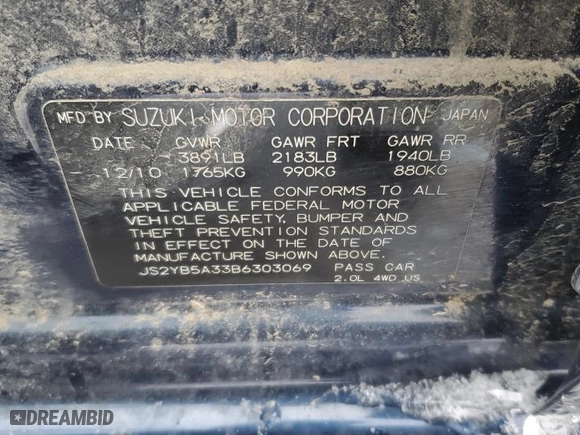 MFD BY SUZUKI MOTOR CORPORATION JAPAN
DATE GVWR GAWR FRT GAWR RR
3891LB 2183LB 1940LB
12/10 1765KG 990KG 880KG
THIS VEHICLE CONFORMS TO ALL
APPLICABLE FEDERAL MOTOR
VEHICLE SAFETY, BUMPER AND
THEFT PREVENTION STANDARDS
IN EFFECT ON THE DATE OF
MANUFACTURE SHOWN ABOVE.
JS2YB5A33B6303069 PASS CAR
2.0L 4WD US
DREAMBID